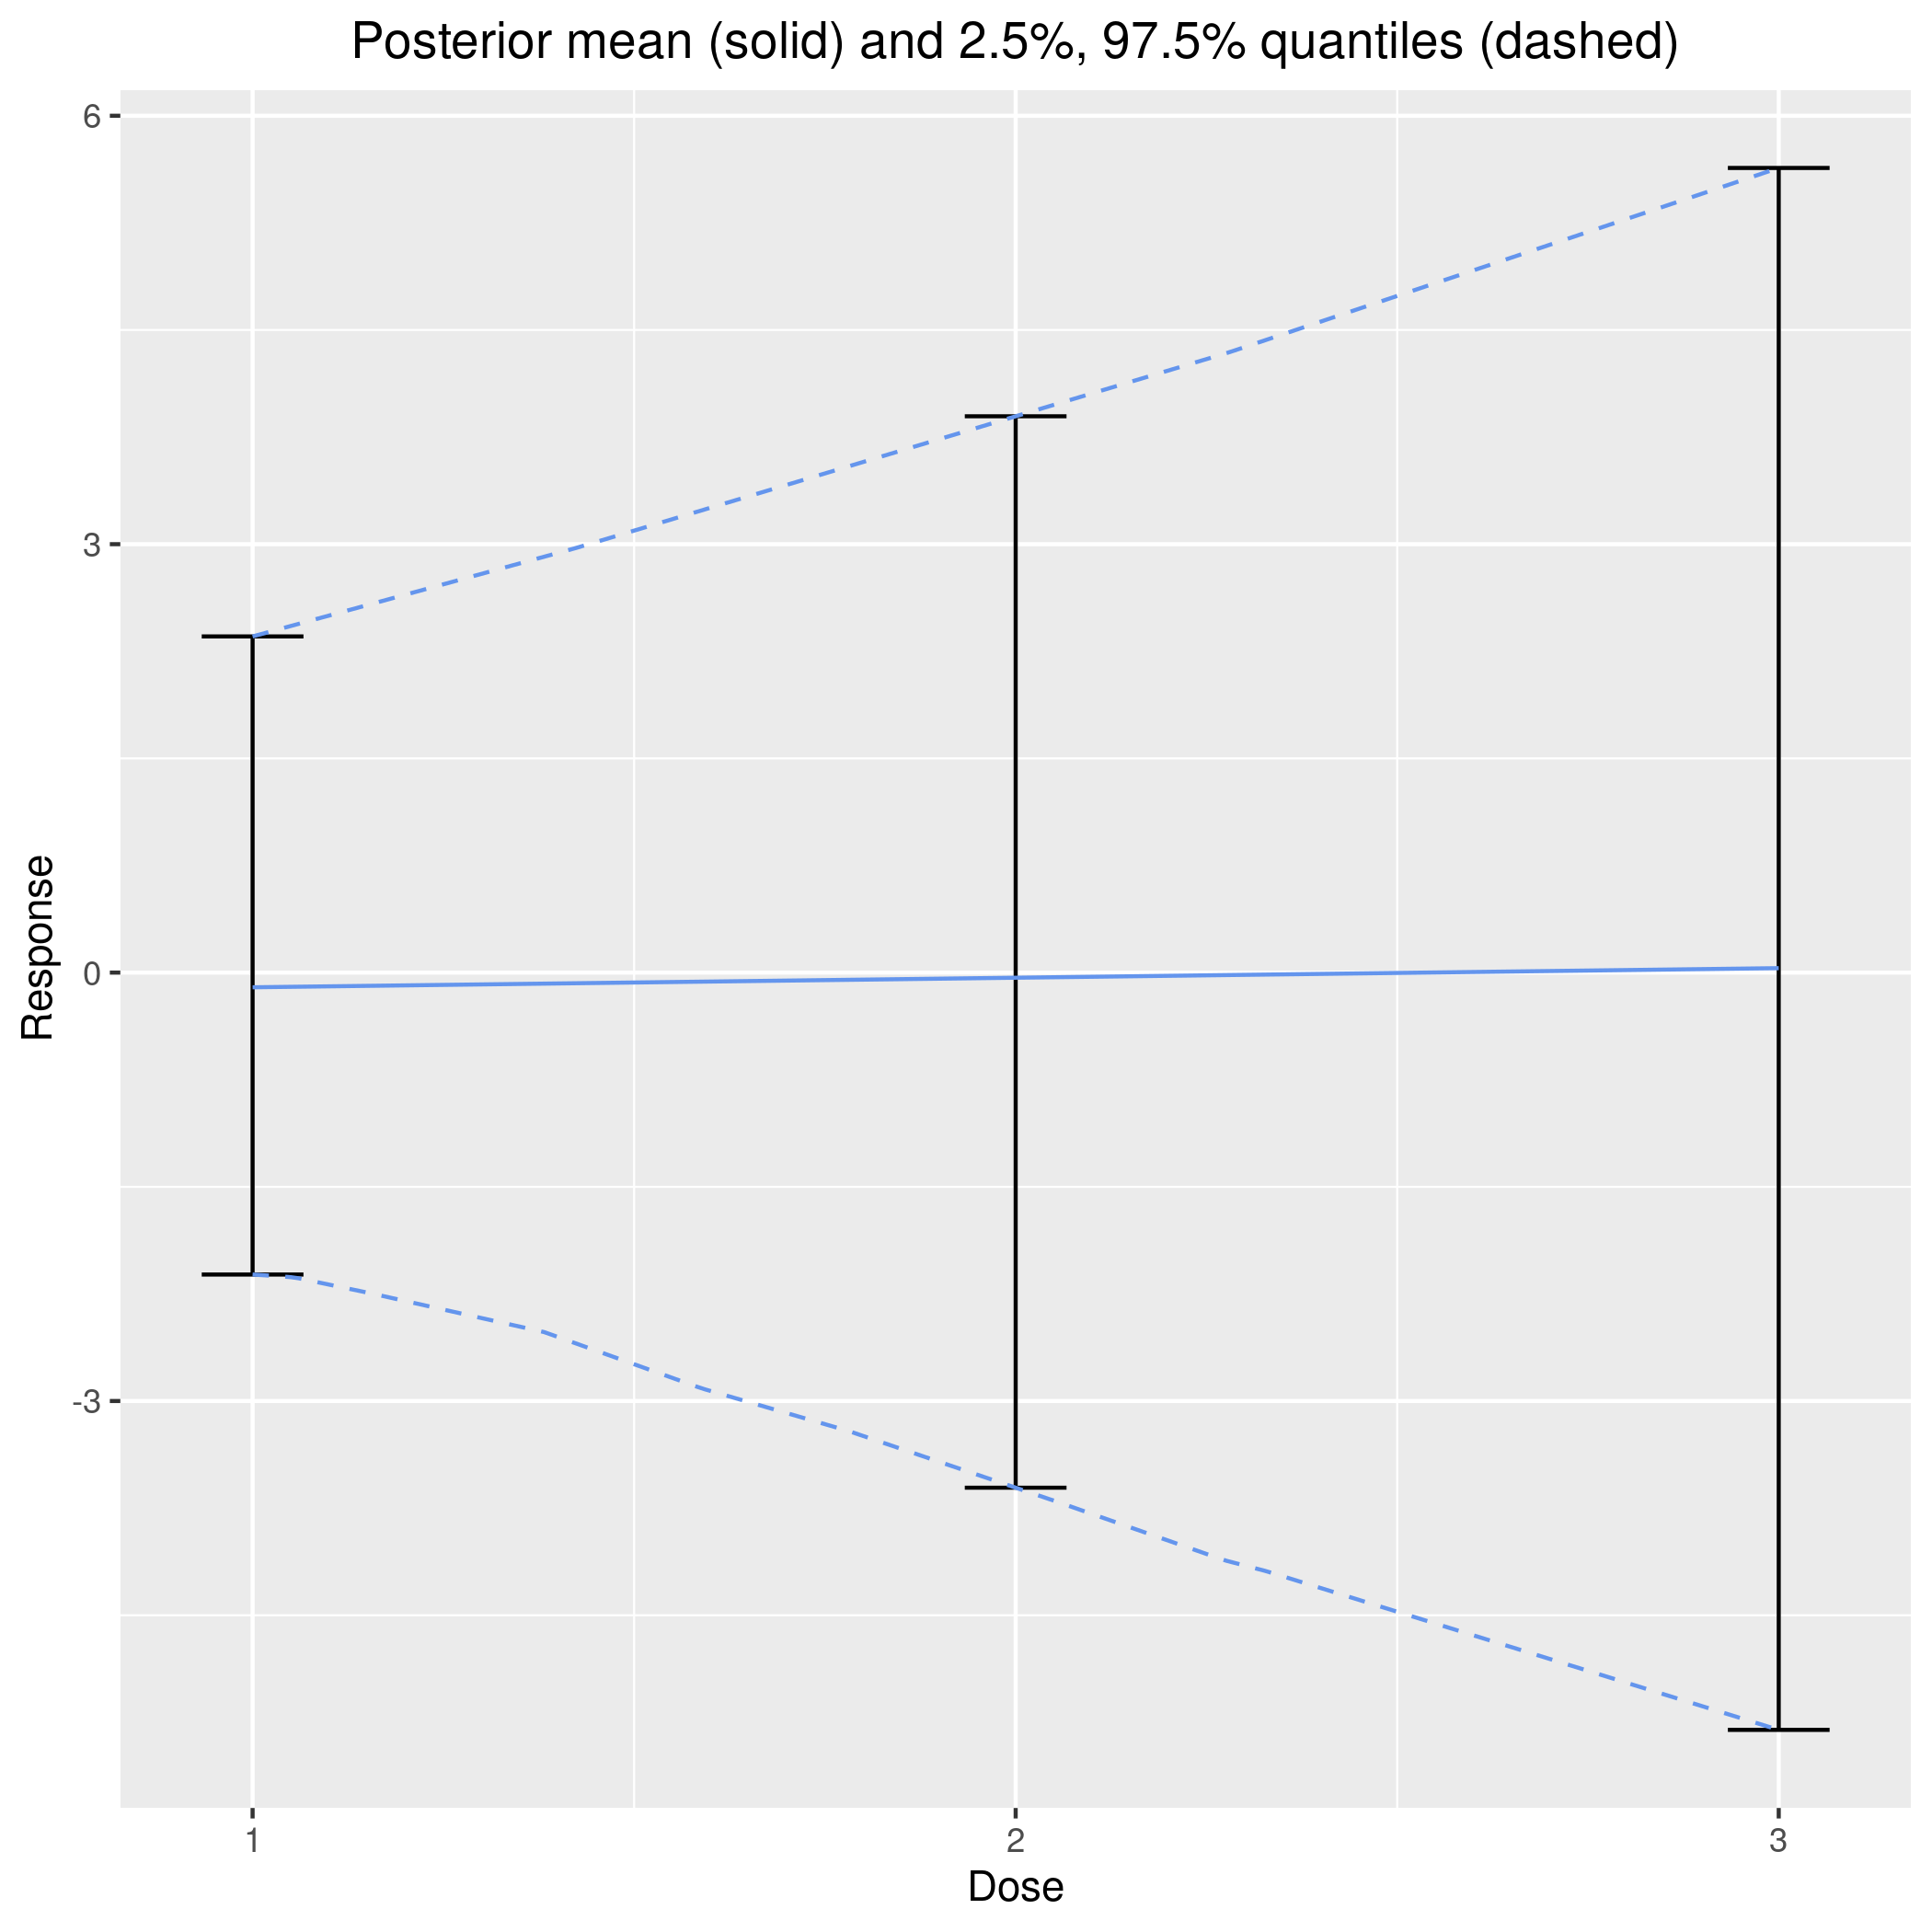 Posterior mean (solid) and 2.5%, 97.5% quantiles (dashed)
6
3
0
-3
Response
1 2 3
Dose